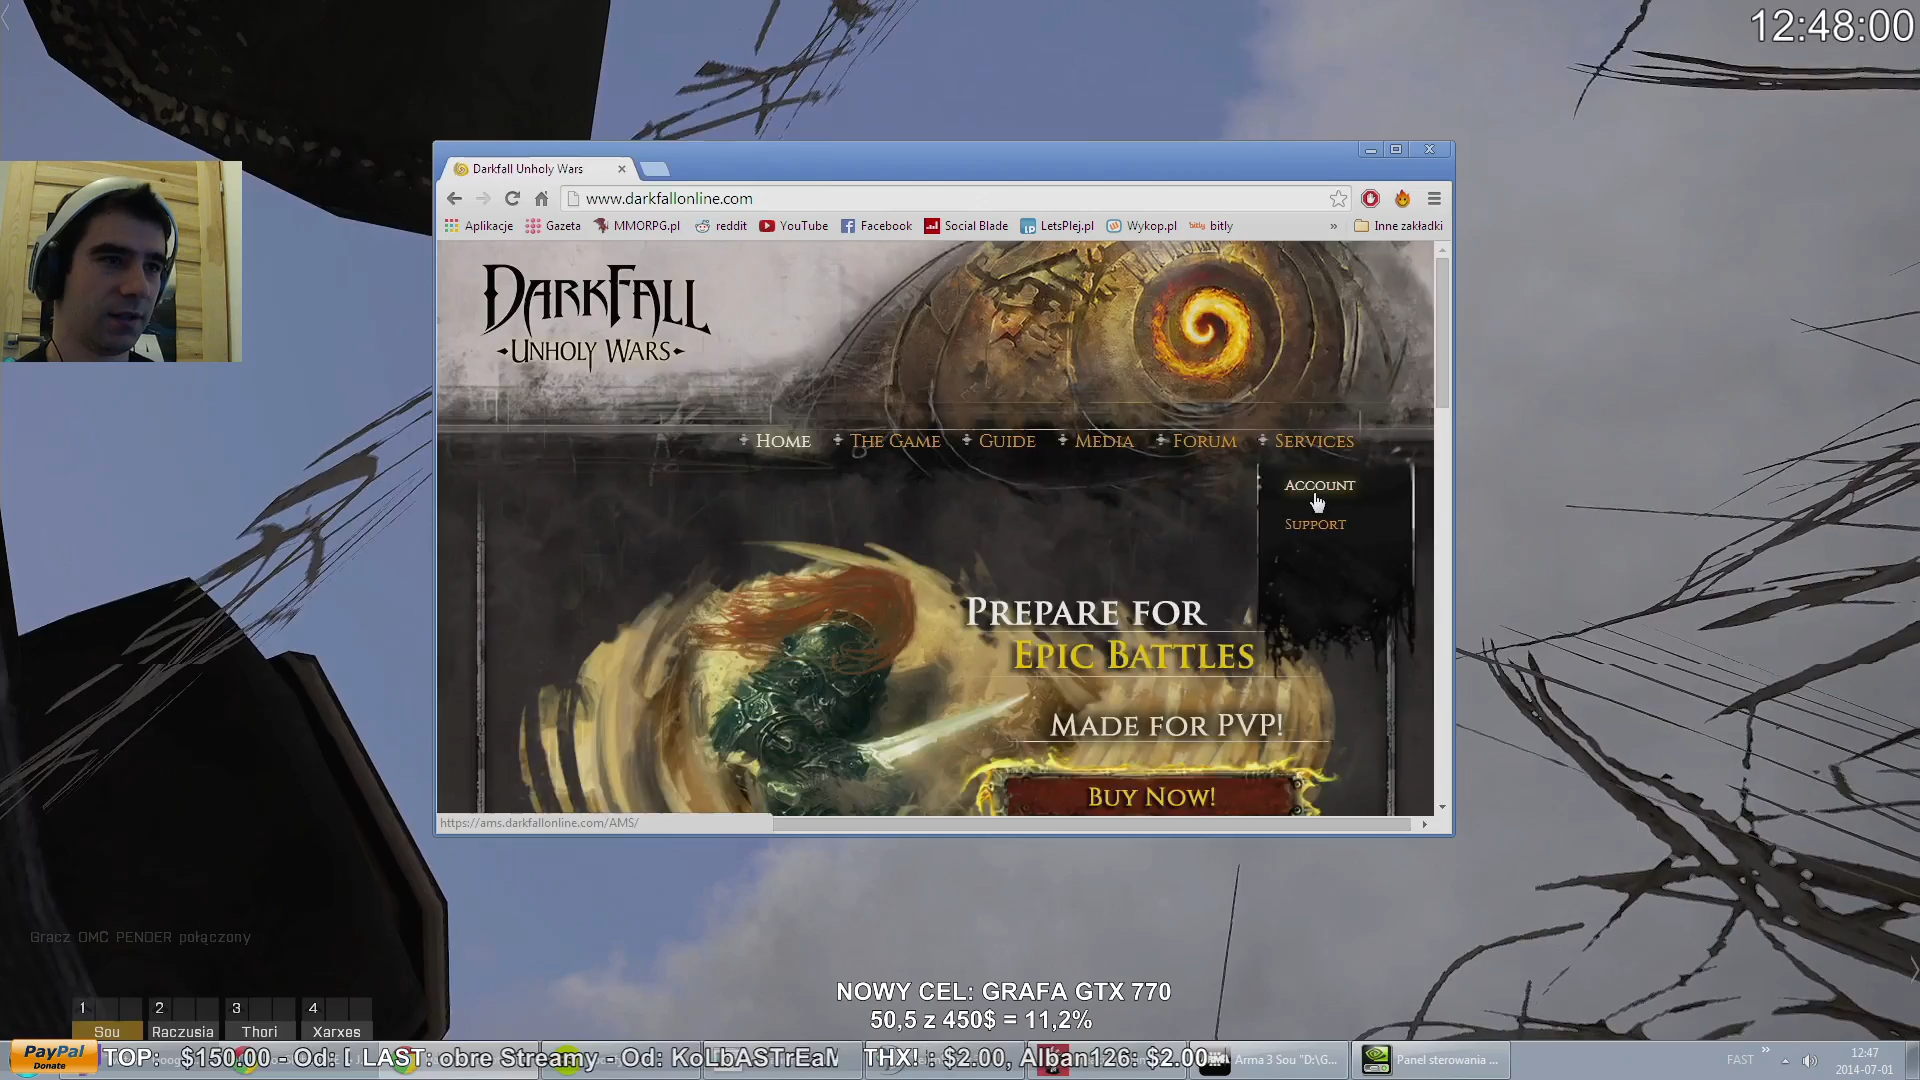 12:48:00
Darkfall Unholy Wars
www.darkfallonline.com
Aplikacje Gazeta MMORPG.pl reddit YouTube Facebook Social Blade LetsPlej.pl Wykop.pl bitly » Inne zakładki
DARKFALL
UNHOLY WARS
HOME THE GAME GUIDE MEDIA FORUM SERVICES
ACCOUNT
SUPPORT
PREPARE FOR
EPIC BATTLES
MADE FOR PVP!
BUY NOW!
https://ams.darkfallonline.com/AMS/
Gracz OMC PENDER połączony
NOWY CEL: GRAFA GTX 770
50,5 z 450$ = 11,2%
1 2 3 4
Sou Raczusia Thori Xarxes
PayPal
Donate
TOP: $150.00 - Od: [ LAST: obre Streamy - Od: KoLbASTrEaM THX! : $2.00, Alban126: $2.00
Arma 3 Sou "D:\G...
Panel sterowania ...
FAST »
12:47
2014-07-01